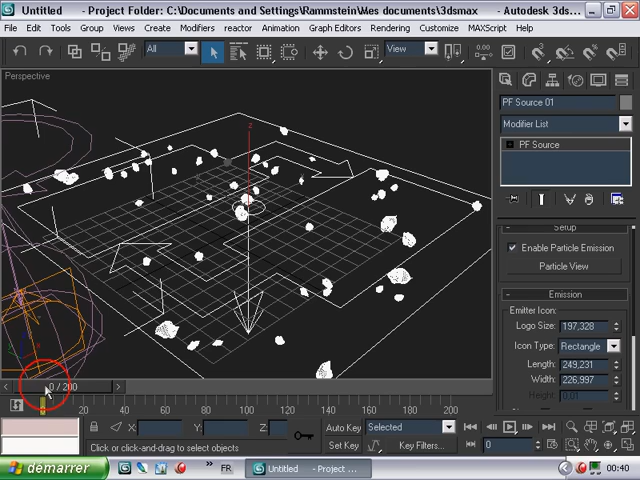 Untitled - Project Folder: C:\Documents and Settings\Rammstein\Mes documents\3dsmax - Autodesk 3ds...
File Edit Tools Group Views Create Modifiers reactor Animation Graph Editors Rendering Customize MAXScript Help
All View
Perspective
z
PF Source 01
Modifier List
PF Source
Setup
Enable Particle Emission
Particle View
Emission
Emitter Icon:
Logo Size: 197,328
Icon Type: Rectangle
Length: 249,231
Width: 226,997
Height: 0,01
0 / 200
20 40 60 80 100 120 140 160 180 200
X: Y: Z: Auto Key Selected
Click or click-and-drag to select objects Set Key Key Filters... 0
démarrer FR Untitled - Project ... 00:40